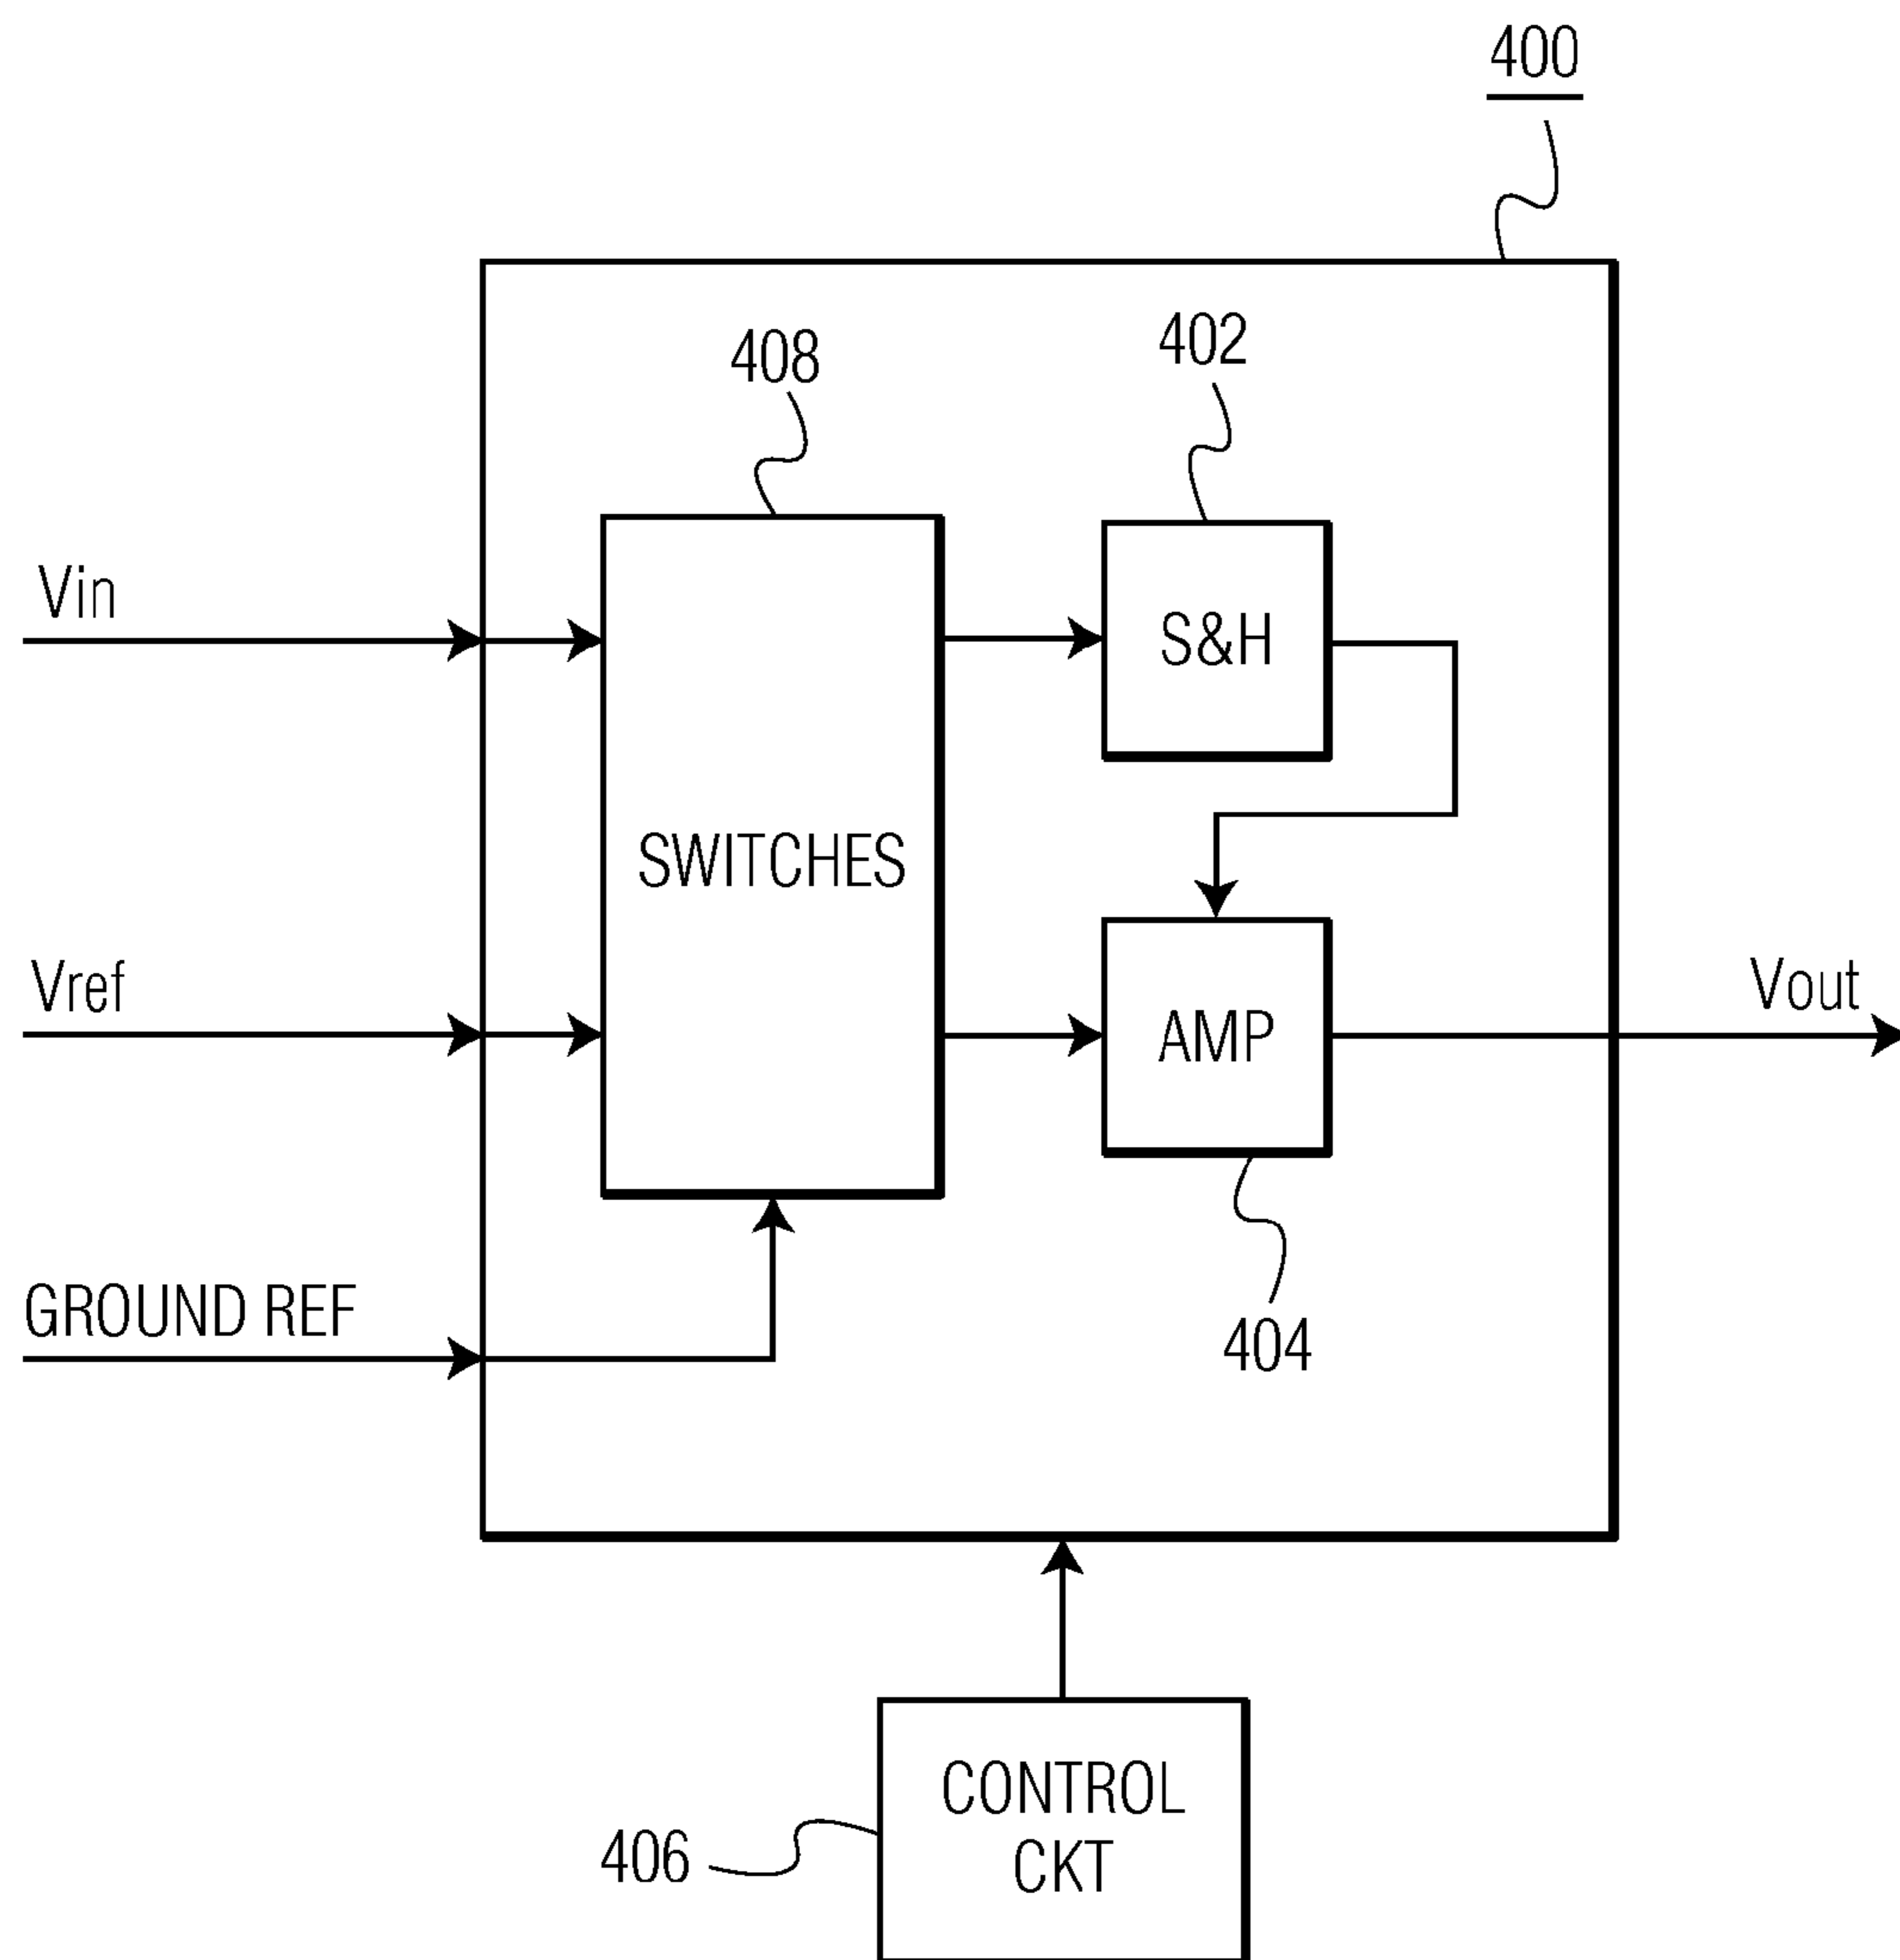 400
408
402
Vin
S&H
SWITCHES
Vref
AMP
Vout
GROUND REF
404
CONTROL
CKT
406